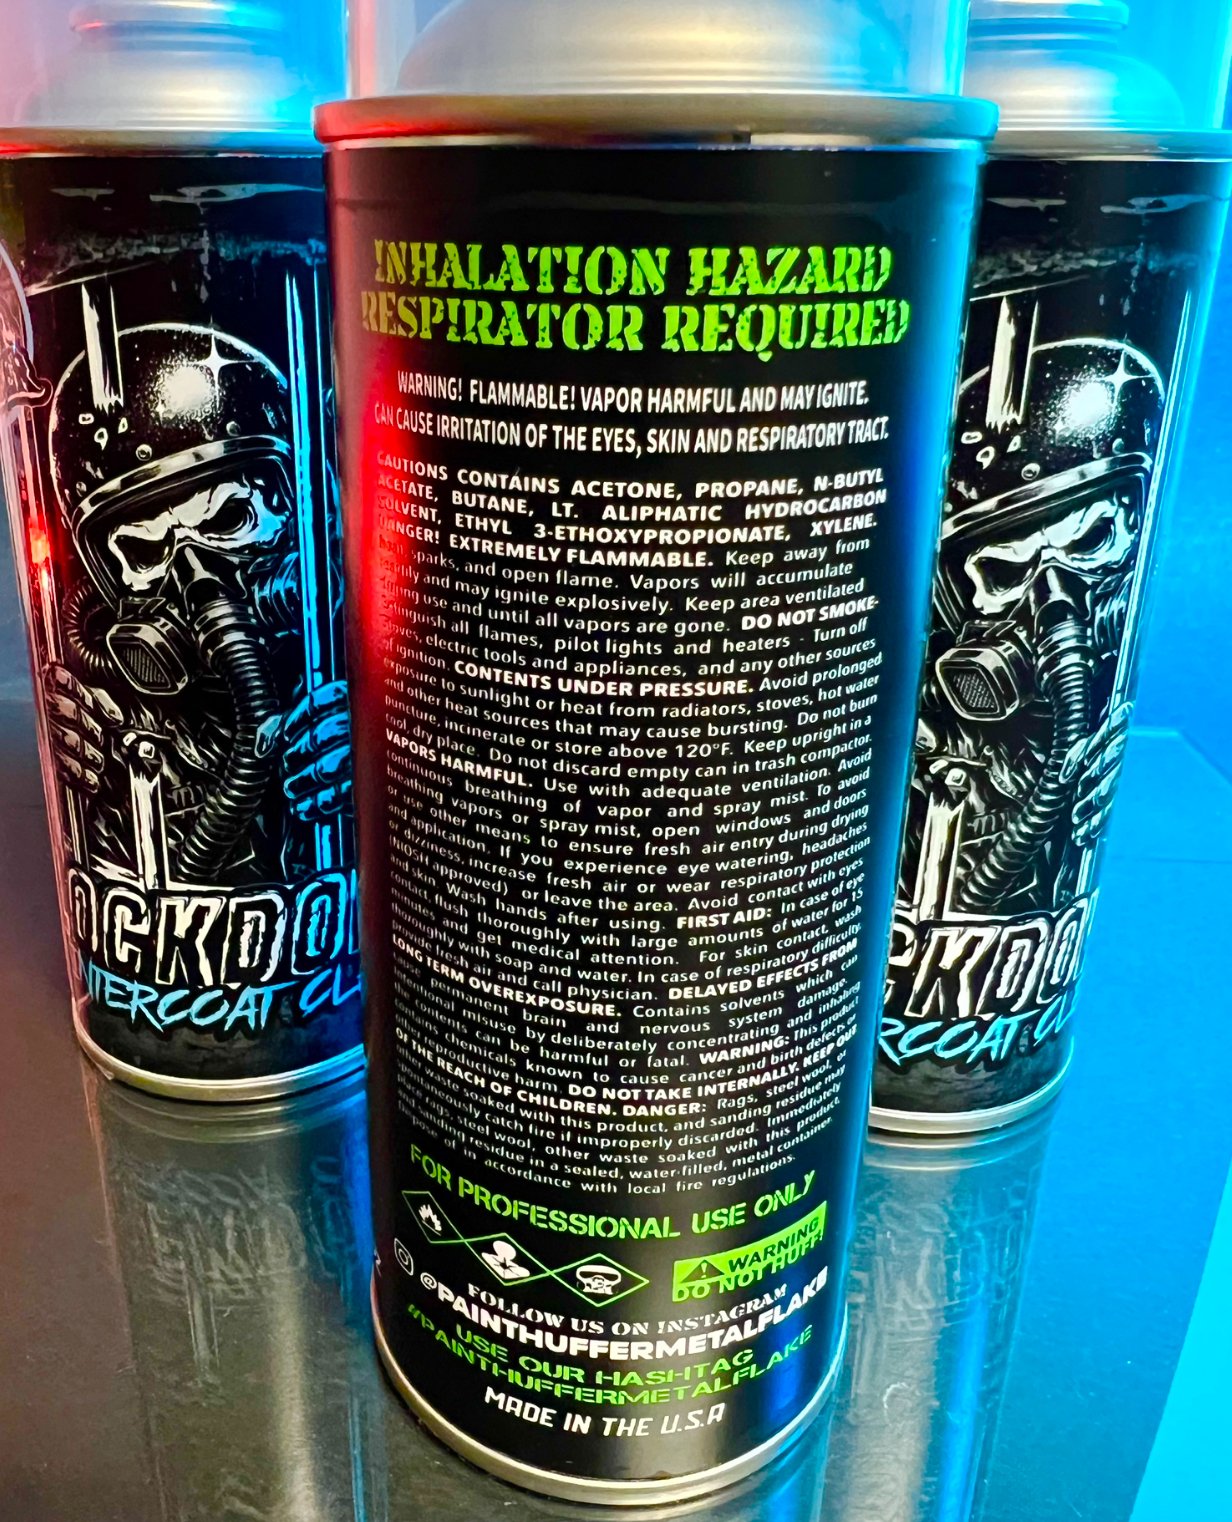 INHALATION HAZARD
RESPIRATOR REQUIRED
WARNING! FLAMMABLE! VAPOR HARMFUL AND MAY IGNITE.
CAN CAUSE IRRITATION OF THE EYES, SKIN AND RESPIRATORY TRACT.
CAUTIONS CONTAINS ACETONE, PROPANE, N-BUTYL
ACETATE, BUTANE, LT. ALIPHATIC HYDROCARBON
SOLVENT, ETHYL 3-ETHOXYPROPIONATE, XYLENE.
DANGER! EXTREMELY FLAMMABLE. Keep away from
heat, sparks, and open flame. Vapors will accumulate
and may ignite explosively. Keep area ventilated
during use and until all vapors are gone. DO NOT SMOKE-
Extinguish all flames, pilot lights and heaters - Turn off
stoves, electric tools and appliances, and any other sources
of ignition. CONTENTS UNDER PRESSURE. Avoid prolonged
exposure to sunlight or heat from radiators, stoves, hot water
and other heat sources that may cause bursting. Do not burn
puncture, incinerate or store above 120°F. Keep upright in a
cool, dry place. Do not discard empty can in trash compactor.
VAPORS HARMFUL. Use with adequate ventilation. Avoid
continuous breathing of vapor and spray mist. To avoid
breathing vapors or spray mist, open windows and doors
or use other means to ensure fresh air entry during drying
and application. If you experience eye watering, headaches
or dizziness, increase fresh air or wear respiratory protection
(NIOSH approved) or leave the area. Avoid contact with eyes
and skin. Wash hands after using. FIRST AID: In case of eye
contact, flush thoroughly with large amounts of water for 15
minutes and get medical attention. For skin contact, wash
thoroughly with soap and water. In case of respiratory difficulty,
provide fresh air and call physician. DELAYED EFFECTS FROM
LONG TERM OVEREXPOSURE. Contains solvents which can
cause permanent brain and nervous system damage.
Intentional misuse by deliberately concentrating and inhaling
contents can be harmful or fatal. WARNING: This product
contains chemicals known to cause cancer and birth defects or
reproductive harm. DO NOT TAKE INTERNALLY. KEEP OUT
OF THE REACH OF CHILDREN. DANGER: Rags, steel wool, or
other waste soaked with this product, and sanding residue may
spontaneously catch fire if improperly discarded. Immediately
place rags, steel wool, other waste soaked with this product,
and sanding residue in a sealed, water-filled, metal container.
Dispose of in accordance with local fire regulations.
FOR PROFESSIONAL USE ONLY
WARNING
DO NOT HUFF!
FOLLOW US ON INSTAGRAM
@PAINTHUFFERMETALFLAKE
USE OUR HASHTAG
#PAINTHUFFERMETALFLAKE
MADE IN THE U.S.A
OCKDO
INTERCOAT CL
CKDO
RCOAT CL